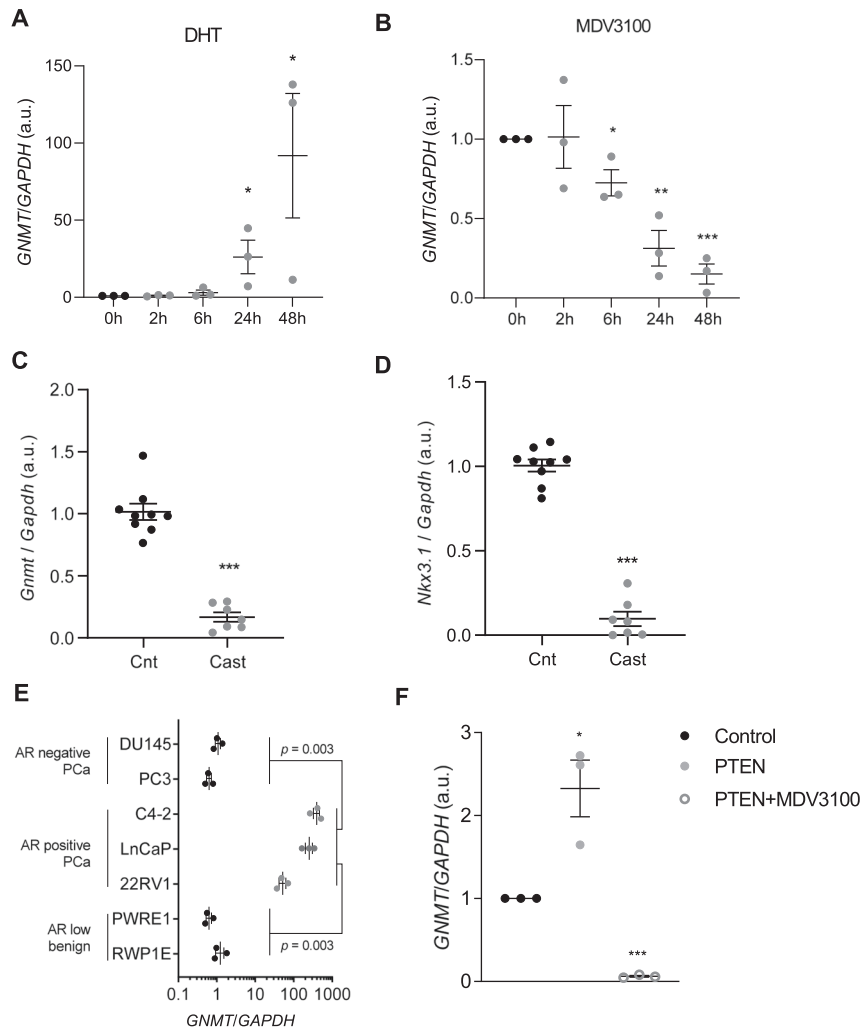 A
DHT
GNMT/GAPDH (a.u.)
150
100
50
0
*
*
0h 2h 6h 24h 48h
B
MDV3100
GNMT/GAPDH (a.u.)
1.5
1.0
0.5
0.0
*
**
***
0h 2h 6h 24h 48h
C
Gnmt / Gapdh (a.u.)
2.0
1.5
1.0
0.5
0.0
***
Cnt Cast
D
Nkx3.1 / Gapdh (a.u.)
1.5
1.0
0.5
0.0
***
Cnt Cast
E
AR negative
PCa
AR positive
PCa
AR low
benign
DU145
PC3
C4-2
LnCaP
22RV1
PWRE1
RWP1E
p = 0.003
p = 0.003
0.1 1 10 100 1000
GNMT/GAPDH
F
GNMT/GAPDH (a.u.)
3
2
1
0
*
***
Control
PTEN
PTEN+MDV3100